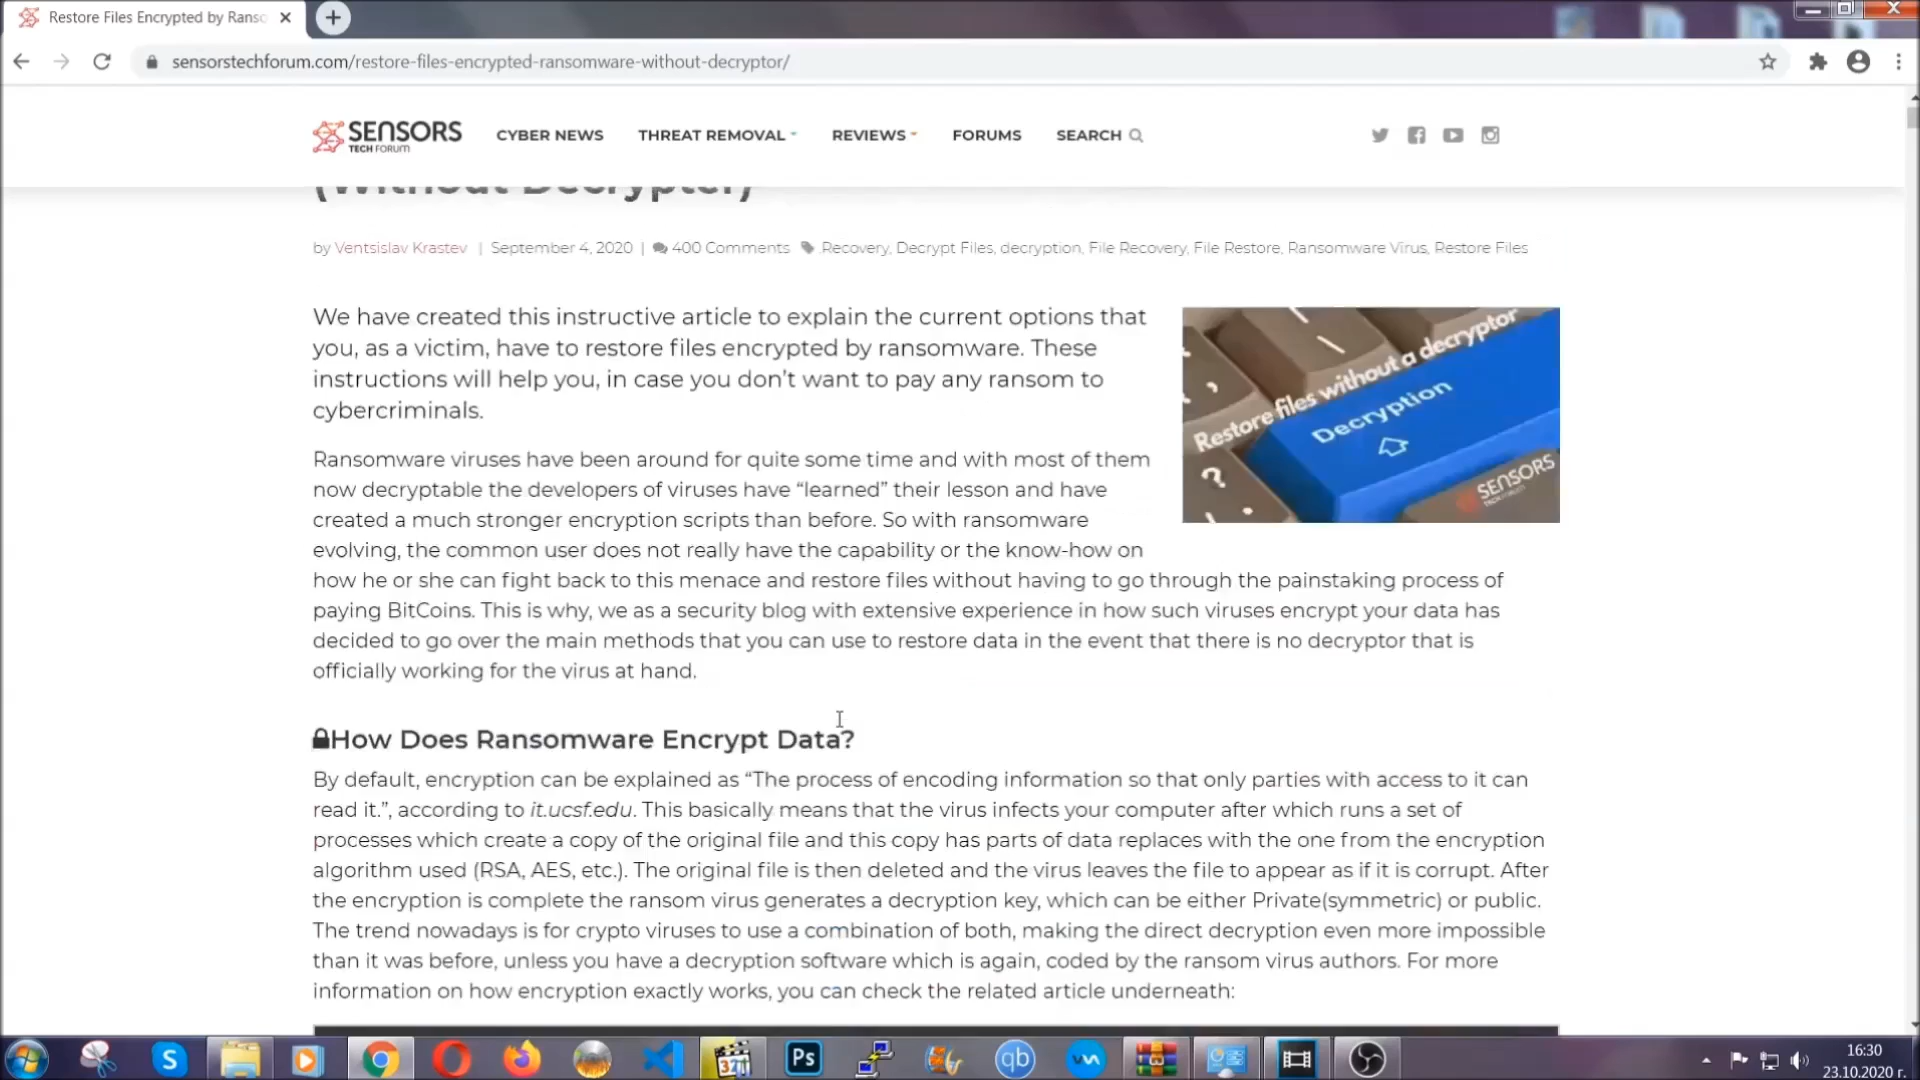 Restore Files Encrypted by Ranso
sensorstechforum.com/restore-files-encrypted-ransomware-without-decryptor/
SENSORS
TECH FORUM
CYBER NEWS THREAT REMOVAL REVIEWS FORUMS SEARCH
(Without Decrypter)
by Ventsislav Krastev | September 4, 2020 | 400 Comments Recovery, Decrypt Files, decryption, File Recovery, File Restore, Ransomware Virus, Restore Files
We have created this instructive article to explain the current options that
you, as a victim, have to restore files encrypted by ransomware. These
instructions will help you, in case you don't want to pay any ransom to
cybercriminals.
Restore files without a decryptor
Decryption
SENSORS
Ransomware viruses have been around for quite some time and with most of them
now decryptable the developers of viruses have “learned” their lesson and have
created a much stronger encryption scripts than before. So with ransomware
evolving, the common user does not really have the capability or the know-how on
how he or she can fight back to this menace and restore files without having to go through the painstaking process of
paying BitCoins. This is why, we as a security blog with extensive experience in how such viruses encrypt your data has
decided to go over the main methods that you can use to restore data in the event that there is no decryptor that is
officially working for the virus at hand.
How Does Ransomware Encrypt Data?
By default, encryption can be explained as “The process of encoding information so that only parties with access to it can
read it.”, according to it.ucsf.edu. This basically means that the virus infects your computer after which runs a set of
processes which create a copy of the original file and this copy has parts of data replaces with the one from the encryption
algorithm used (RSA, AES, etc.). The original file is then deleted and the virus leaves the file to appear as if it is corrupt. After
the encryption is complete the ransom virus generates a decryption key, which can be either Private(symmetric) or public.
The trend nowadays is for crypto viruses to use a combination of both, making the direct decryption even more impossible
than it was before, unless you have a decryption software which is again, coded by the ransom virus authors. For more
information on how encryption exactly works, you can check the related article underneath:
S
321
Ps
qb
16:30
23.10.2020 г.